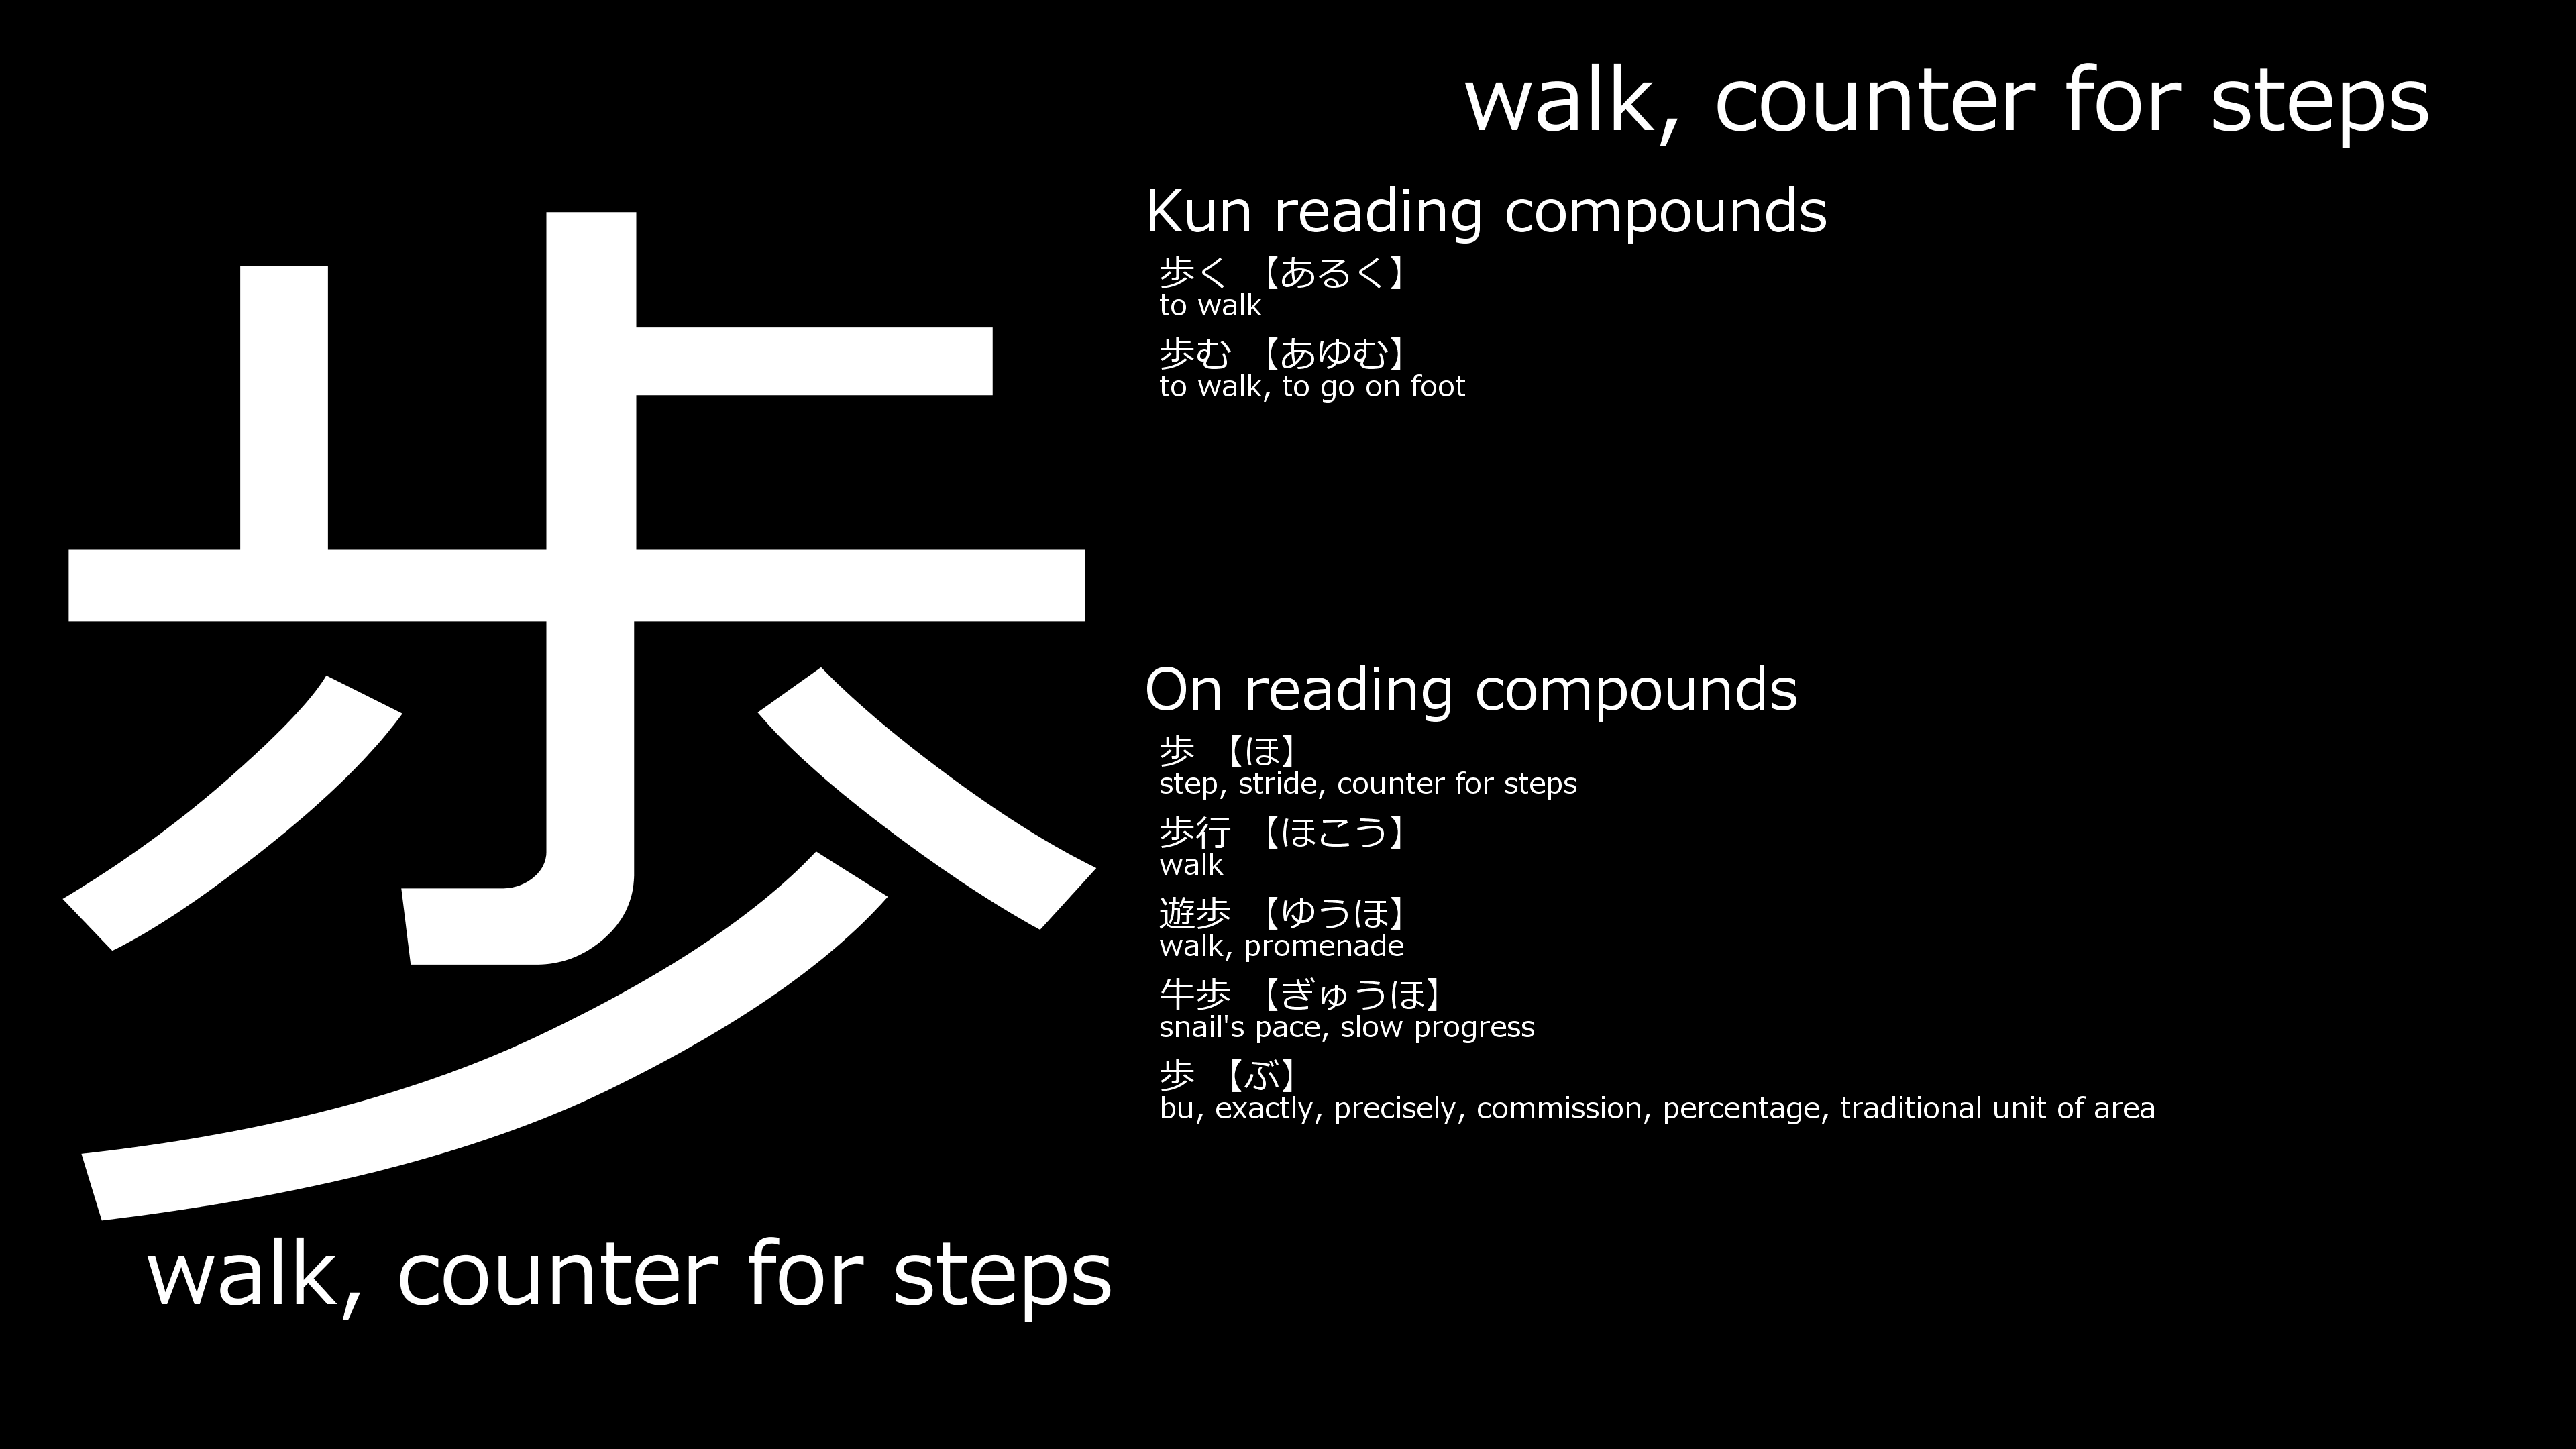 歩
walk, counter for steps
walk, counter for steps
Kun reading compounds
歩く 【あるく】
to walk
歩む 【あゆむ】
to walk, to go on foot
On reading compounds
歩 【ほ】
step, stride, counter for steps
歩行 【ほこう】
walk
遊歩 【ゆうほ】
walk, promenade
牛歩 【ぎゅうほ】
snail's pace, slow progress
歩 【ぶ】
bu, exactly, precisely, commission, percentage, traditional unit of area